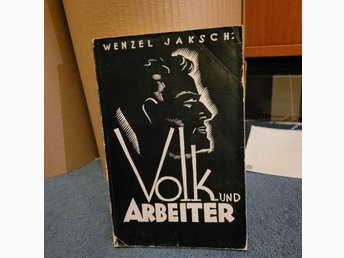 WENZEL JAKSCH:
Volk UND
ARBEITER